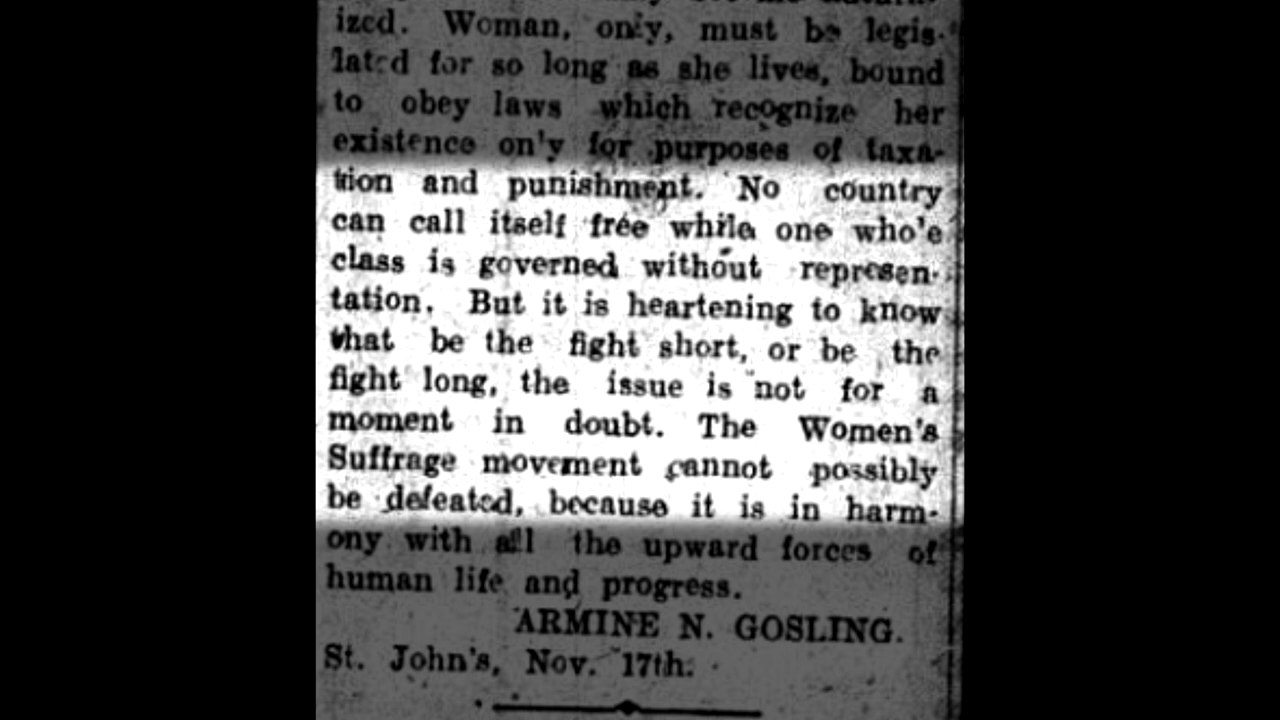 ized. Woman, only, must be legis-
lated for so long as she lives, bound
to obey laws which recognize her
existence on'y for purposes of taxa-
tion and punishment. No country
can call itself free while one who'e
class is governed without represen-
tation. But it is heartening to know
that be the fight short, or be the
fight long, the issue is not for a
moment in doubt. The Women's
Suffrage movement cannot possibly
be defeated, because it is in harm-
ony with all the upward forces of
human life and progress.
ARMINE N. GOSLING.
St. John's, Nov. 17th.